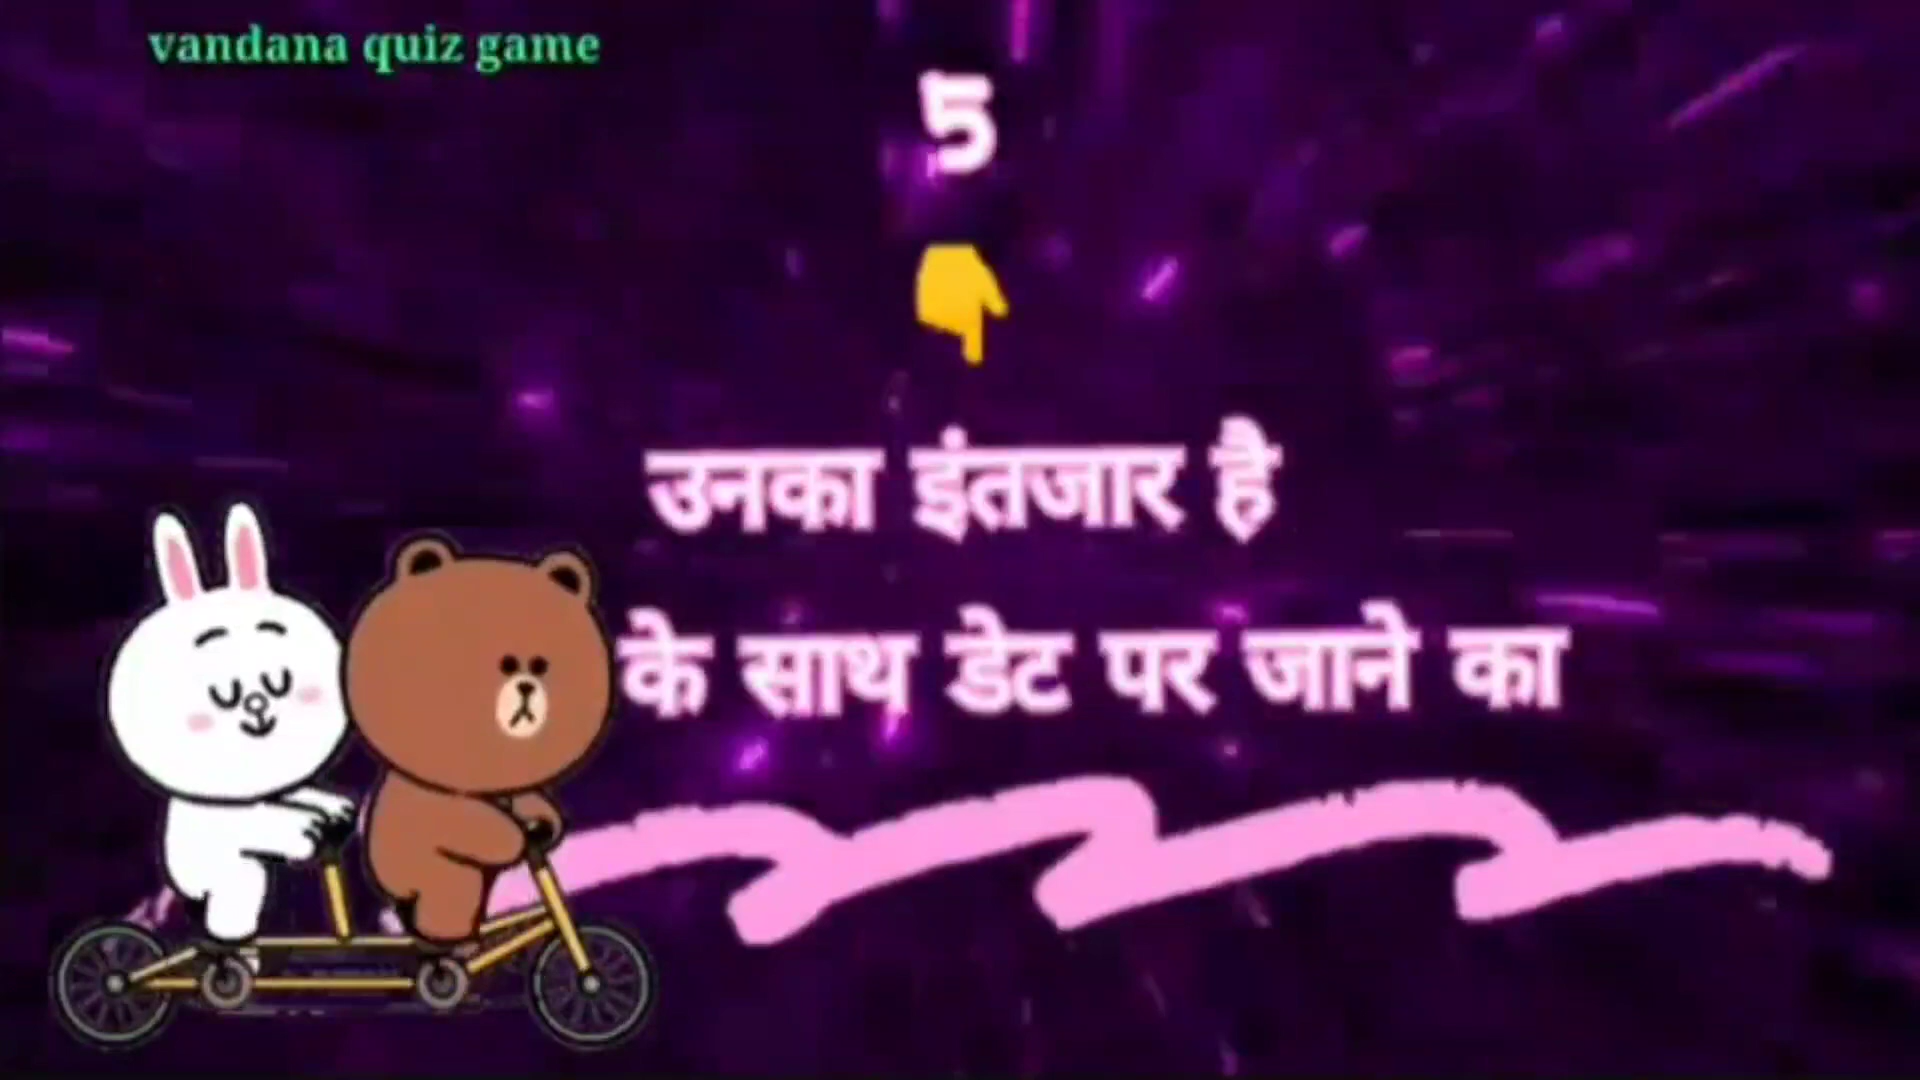 vandana quiz game
5
उनका इंतजार है
के साथ डेट पर जाने का